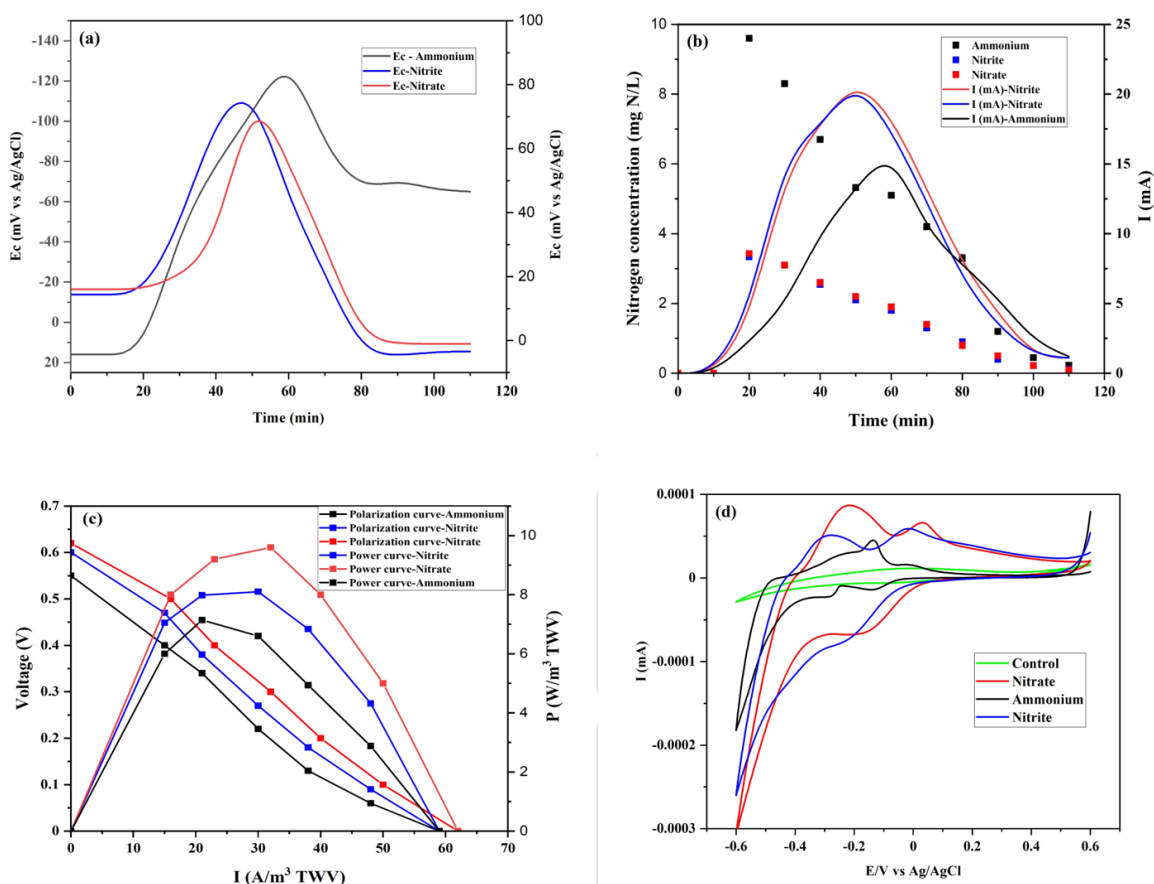 (a)
Ec - Ammonium
Ec-Nitrite
Ec-Nitrate
Ec (mV vs Ag/AgCl)
-140
-120
-100
-80
-60
-40
-20
0
20
100
80
60
40
20
0
Ec (mV vs Ag/AgCl)
0 20 40 60 80 100 120
Time (min)
(b)
Ammonium
Nitrite
Nitrate
I (mA)-Nitrite
I (mA)-Nitrate
I (mA)-Ammonium
Nitrogen concentration (mg N/L)
10
8
6
4
2
0
25
20
15
10
5
0
I (mA)
0 20 40 60 80 100 120
Time (min)
(c)
Polarization curve-Ammonium
Polarization curve-Nitrite
Polarization curve-Nitrate
Power curve-Nitrite
Power curve-Nitrate
Power curve-Ammonium
Voltage (V)
0.7
0.6
0.5
0.4
0.3
0.2
0.1
0
10
8
6
4
2
0
P (W/m³ TWV)
0 10 20 30 40 50 60 70
I (A/m³ TWV)
(d)
Control
Nitrate
Ammonium
Nitrite
I (mA)
0.0001
0
-0.0001
-0.0002
-0.0003
-0.6 -0.4 -0.2 0 0.2 0.4 0.6
E/V vs Ag/AgCl